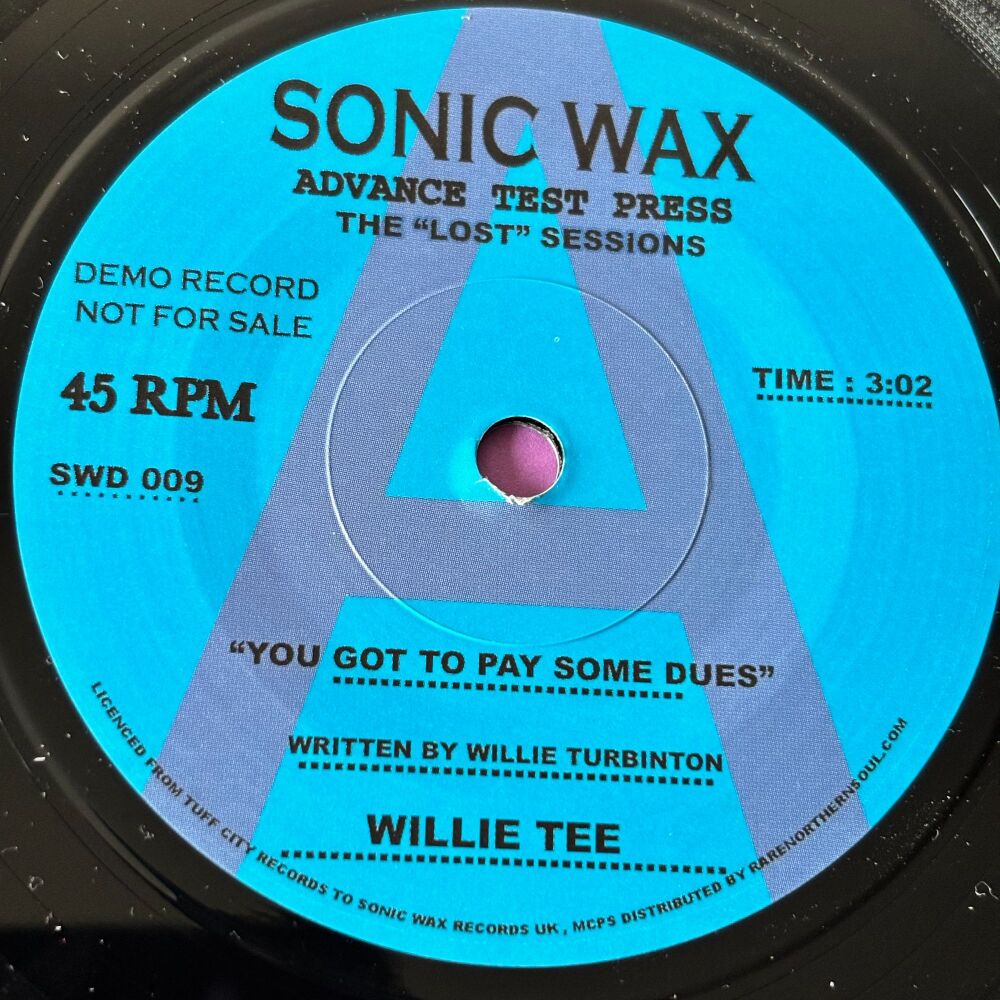 SONIC WAX
ADVANCE TEST PRESS
THE “LOST” SESSIONS
DEMO RECORD
NOT FOR SALE
45 RPM
TIME : 3:02
SWD 009
“YOU GOT TO PAY SOME DUES”
WRITTEN BY WILLIE TURBINTON
WILLIE TEE
LICENCED FROM TUFF CITY RECORDS TO SONIC WAX RECORDS UK , MCPS DISTRIBUTED BY RARENORTHERNSOUL.COM
A